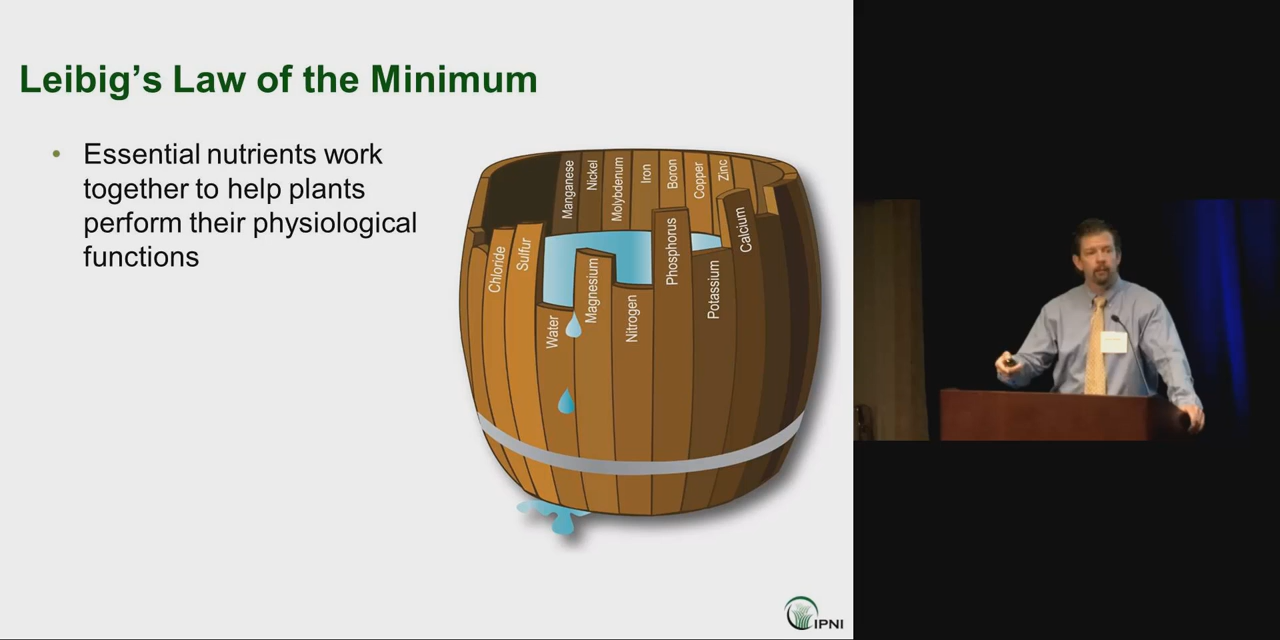 Leibig's Law of the Minimum
• Essential nutrients work
together to help plants
perform their physiological
functions
Manganese
Nickel
Molybdenum
Iron
Boron
Copper
Zinc
Chloride
Sulfur
Water
Magnesium
Nitrogen
Phosphorus
Potassium
Calcium
IPNI